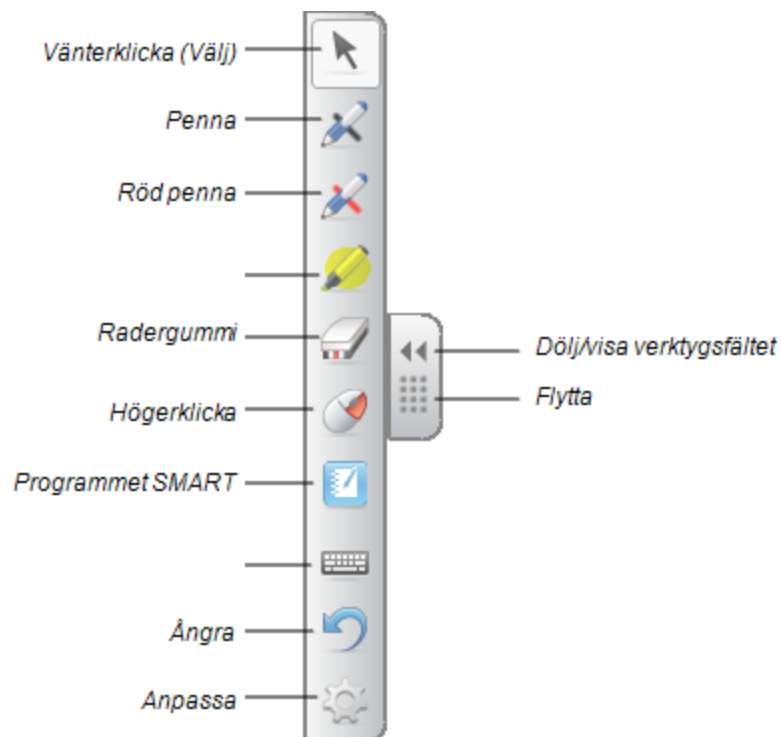 Vänterklicka (Välj)
Penna
Röd penna
Radergummi
Högerklicka
Programmet SMART
Ångra
Anpassa
Dölj/visa verktygsfältet
Flytta